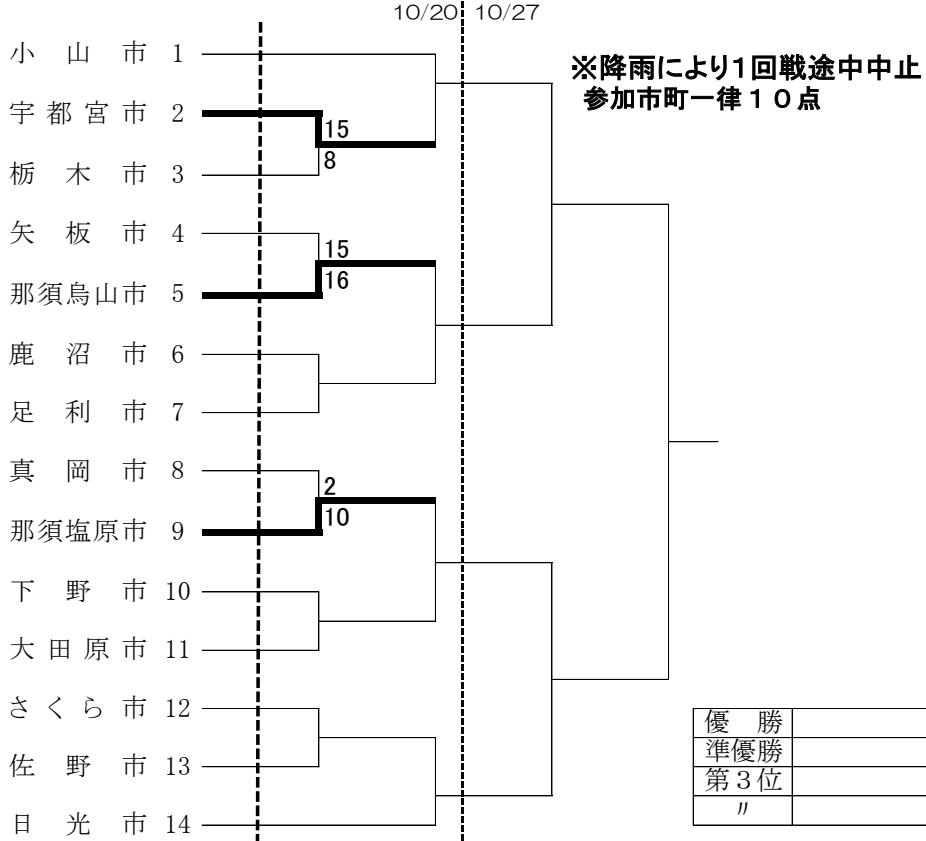 10/20 10/27
小山市 1
※降雨により1回戦途中中止
参加市町一律１０点
宇都宮市 2
15
8
栃木市 3
矢板市 4
15
16
那須烏山市 5
鹿沼市 6
足利市 7
真岡市 8
2
10
那須塩原市 9
下野市 10
大田原市 11
さくら市 12
佐野市 13
日光市 14
優勝
準優勝
第３位
〃